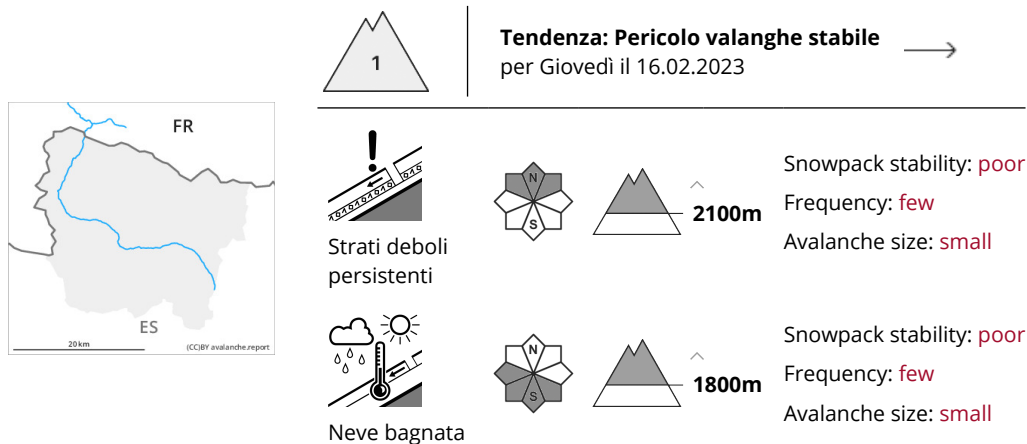 1
Tendenza: Pericolo valanghe stabile
per Giovedì il 16.02.2023
FR
ES
20 km
(CC)BY avalanche.report
Strati deboli
persistenti
N
S
2100m
Snowpack stability: poor
Frequency: few
Avalanche size: small
Neve bagnata
N
S
1800m
Snowpack stability: poor
Frequency: few
Avalanche size: small